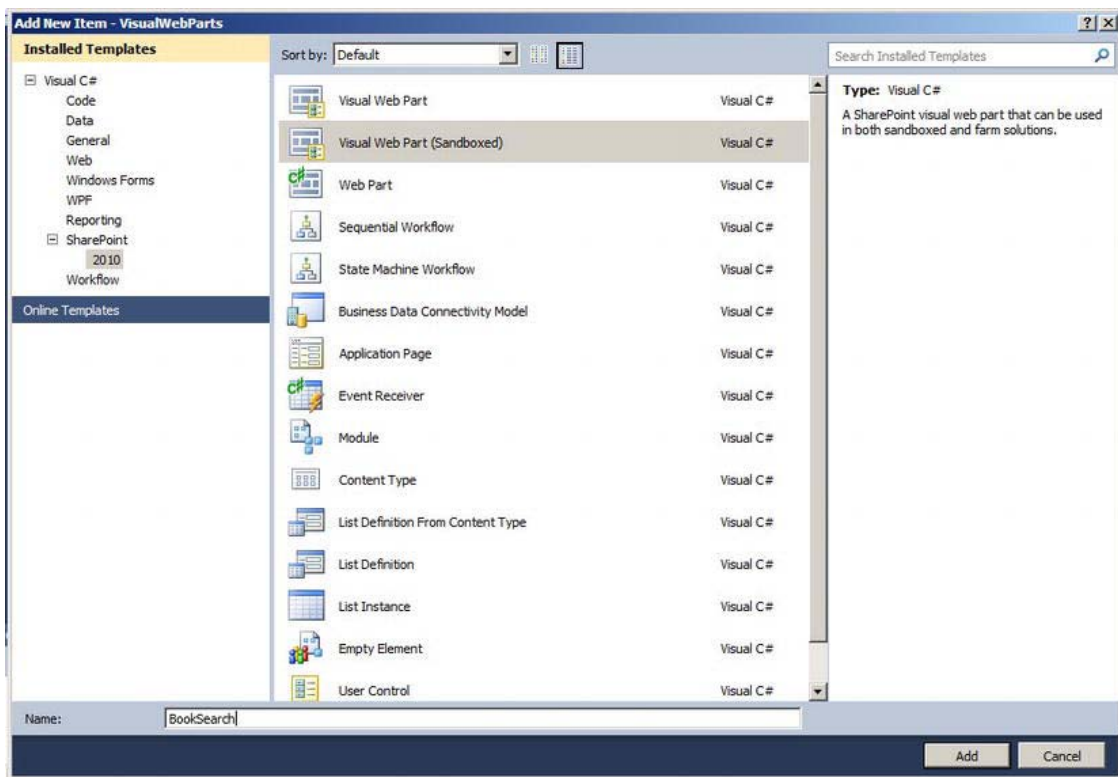 Add New Item - VisualWebParts
Installed Templates
Sort by: Default
Search Installed Templates
Visual C#
Code
Data
General
Web
Windows Forms
WPF
Reporting
SharePoint
2010
Workflow
Online Templates
Visual Web Part Visual C#
Visual Web Part (Sandboxed) Visual C#
Web Part Visual C#
Sequential Workflow Visual C#
State Machine Workflow Visual C#
Business Data Connectivity Model Visual C#
Application Page Visual C#
Event Receiver Visual C#
Module Visual C#
Content Type Visual C#
List Definition From Content Type Visual C#
List Definition Visual C#
List Instance Visual C#
Empty Element Visual C#
User Control Visual C#
Type: Visual C#
A SharePoint visual web part that can be used
in both sandboxed and farm solutions.
Name: BookSearch
Add Cancel